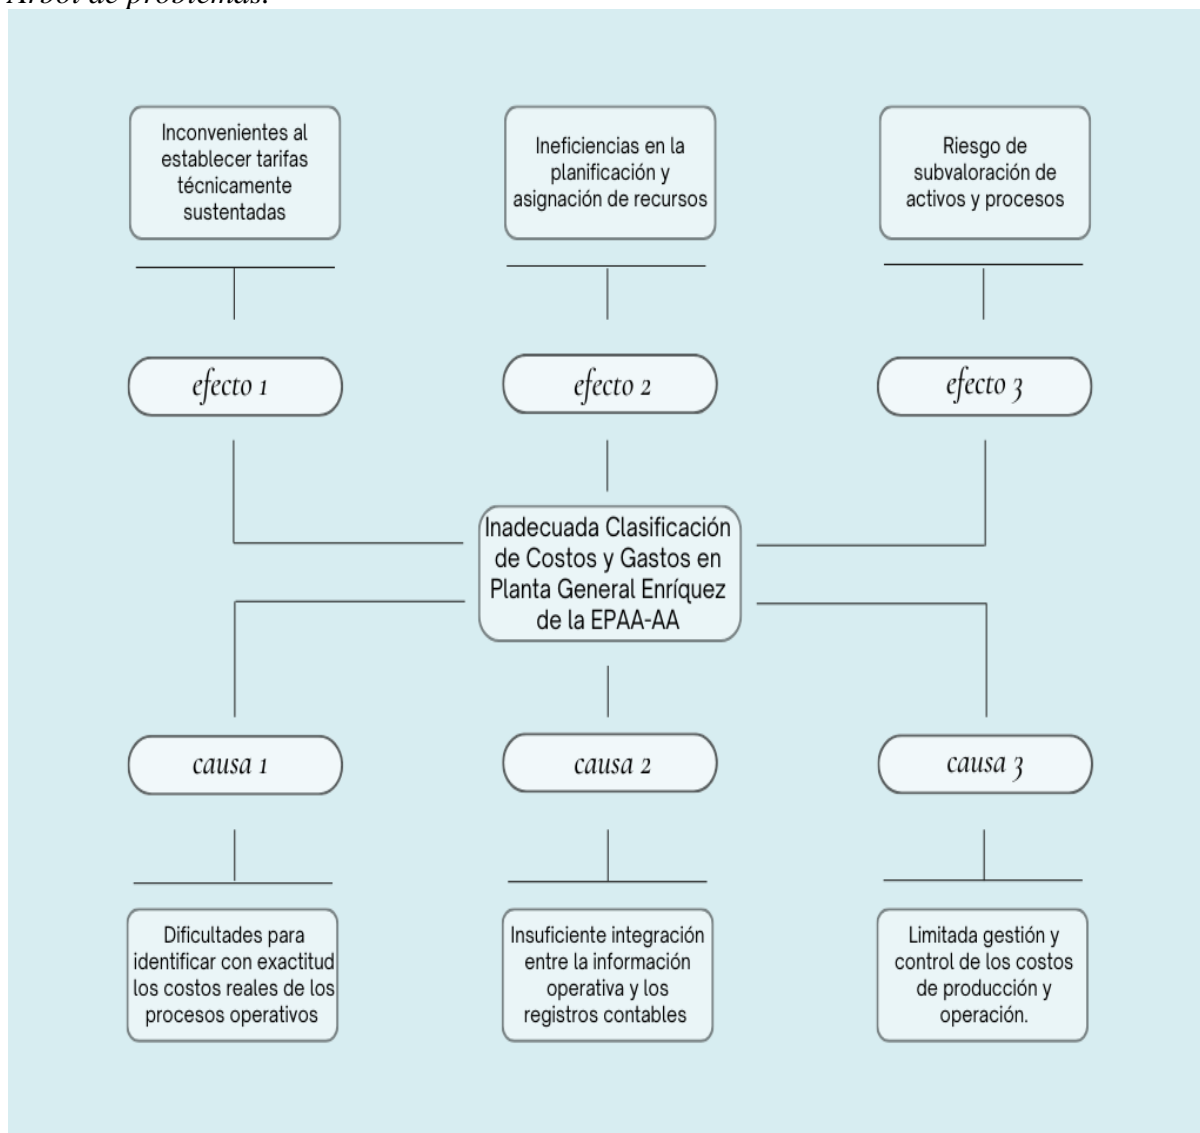 Árbol de problemas.
Inconvenientes al
establecer tarifas
técnicamente
sustentadas
Ineficiencias en la
planificación y
asignación de recursos
Riesgo de
subvaloración de
activos y procesos
efecto 1
efecto 2
efecto 3
Inadecuada Clasificación
de Costos y Gastos en
Planta General Enríquez
de la EPAA-AA
causa 1
causa 2
causa 3
Dificultades para
identificar con exactitud
los costos reales de los
procesos operativos
Insuficiente integración
entre la información
operativa y los
registros contables
Limitada gestión y
control de los costos
de producción y
operación.